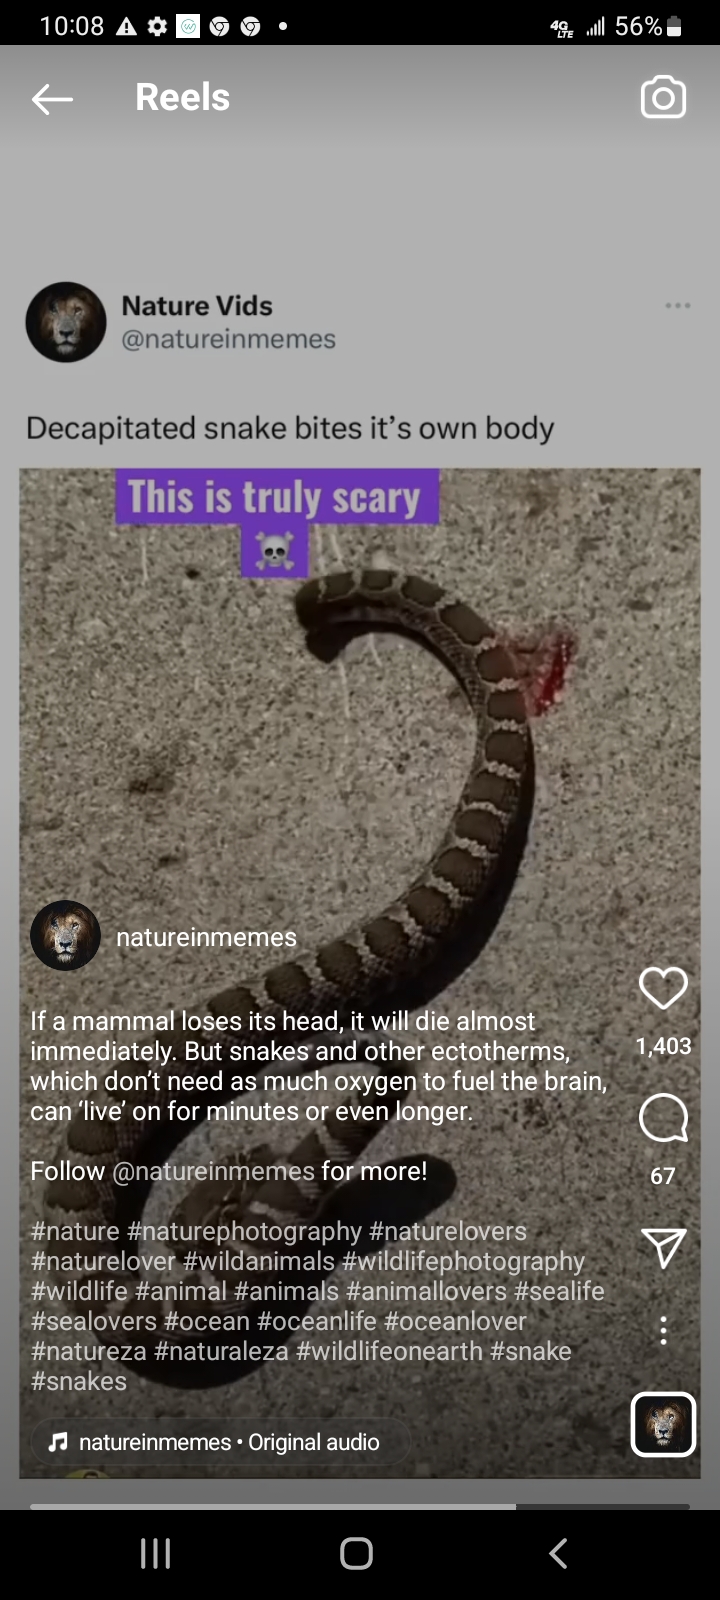 10:08
4G LTE 56%
Reels
Nature Vids
@natureinmemes
Decapitated snake bites it’s own body
This is truly scary
☠️
natureinmemes
If a mammal loses its head, it will die almost
immediately. But snakes and other ectotherms,
which don’t need as much oxygen to fuel the brain,
can ‘live’ on for minutes or even longer.
1,403
Follow @natureinmemes for more!
67
#nature #naturephotography #naturelovers
#naturelover #wildanimals #wildlifephotography
#wildlife #animal #animals #animallovers #sealife
#sealovers #ocean #oceanlife #oceanlover
#natureza #naturaleza #wildlifeonearth #snake
#snakes
natureinmemes • Original audio